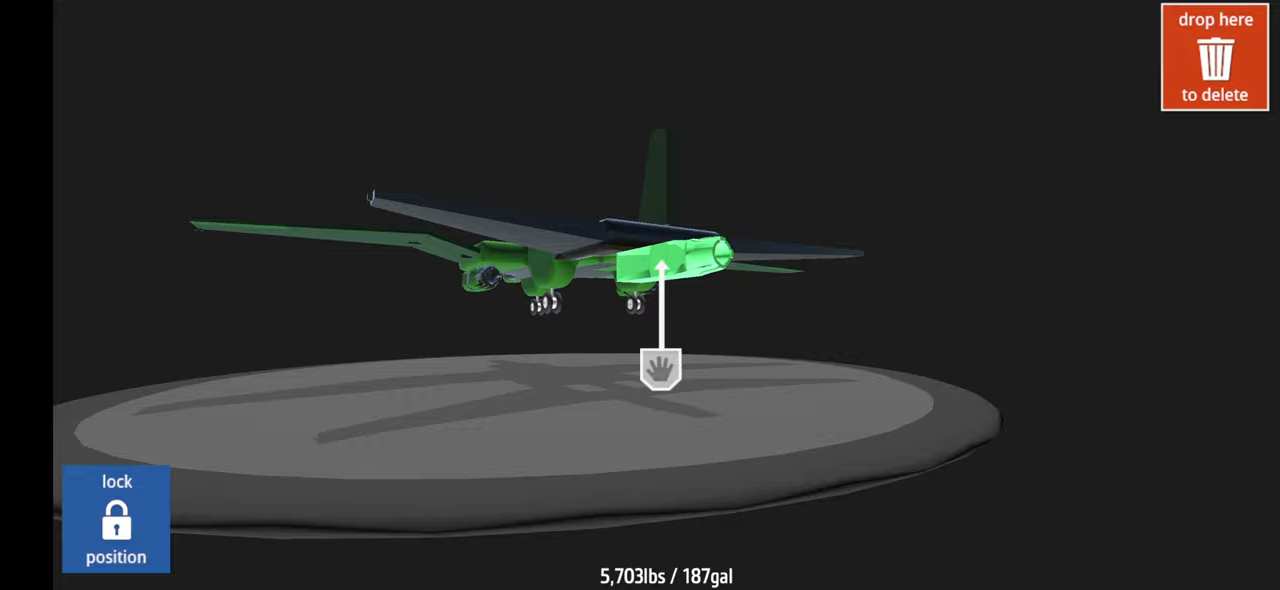 drop here
to delete
lock
position
5,703lbs / 187gal